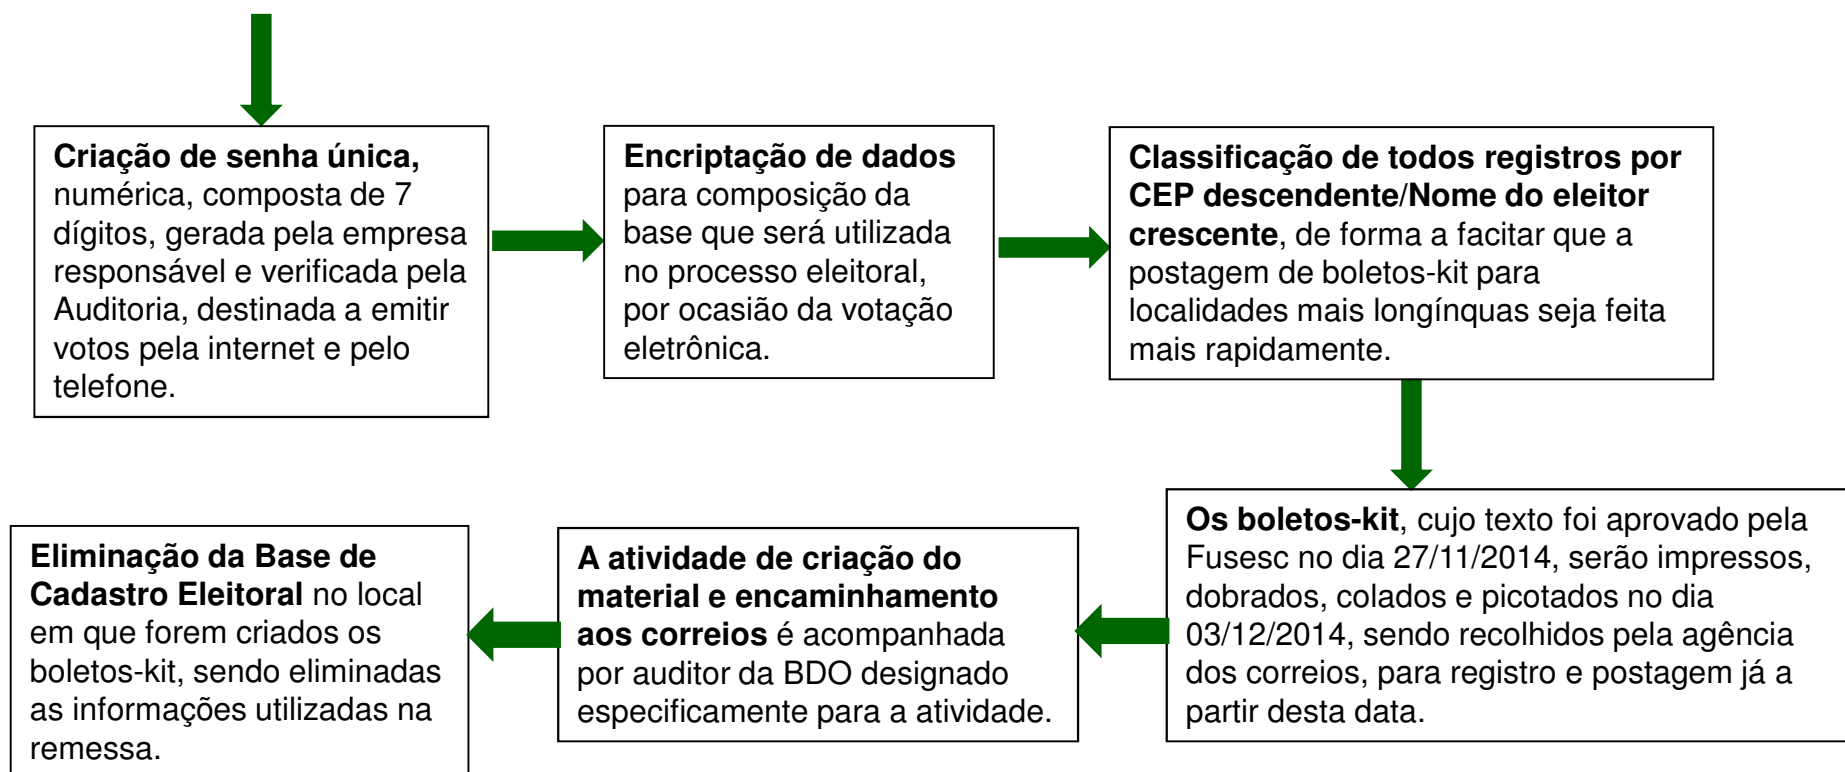 Criação de senha única,
numérica, composta de 7
dígitos, gerada pela empresa
responsável e verificada pela
Auditoria, destinada a emitir
votos pela internet e pelo
telefone.
Encriptação de dados
para composição da
base que será utilizada
no processo eleitoral,
por ocasião da votação
eletrônica.
Classificação de todos registros por
CEP descendente/Nome do eleitor
crescente, de forma a facitar que a
postagem de boletos-kit para
localidades mais longínquas seja feita
mais rapidamente.
Os boletos-kit, cujo texto foi aprovado pela
Fusesc no dia 27/11/2014, serão impressos,
dobrados, colados e picotados no dia
03/12/2014, sendo recolhidos pela agência
dos correios, para registro e postagem já a
partir desta data.
A atividade de criação do
material e encaminhamento
aos correios é acompanhada
por auditor da BDO designado
especificamente para a atividade.
Eliminação da Base de
Cadastro Eleitoral no local
em que forem criados os
boletos-kit, sendo eliminadas
as informações utilizadas na
remessa.